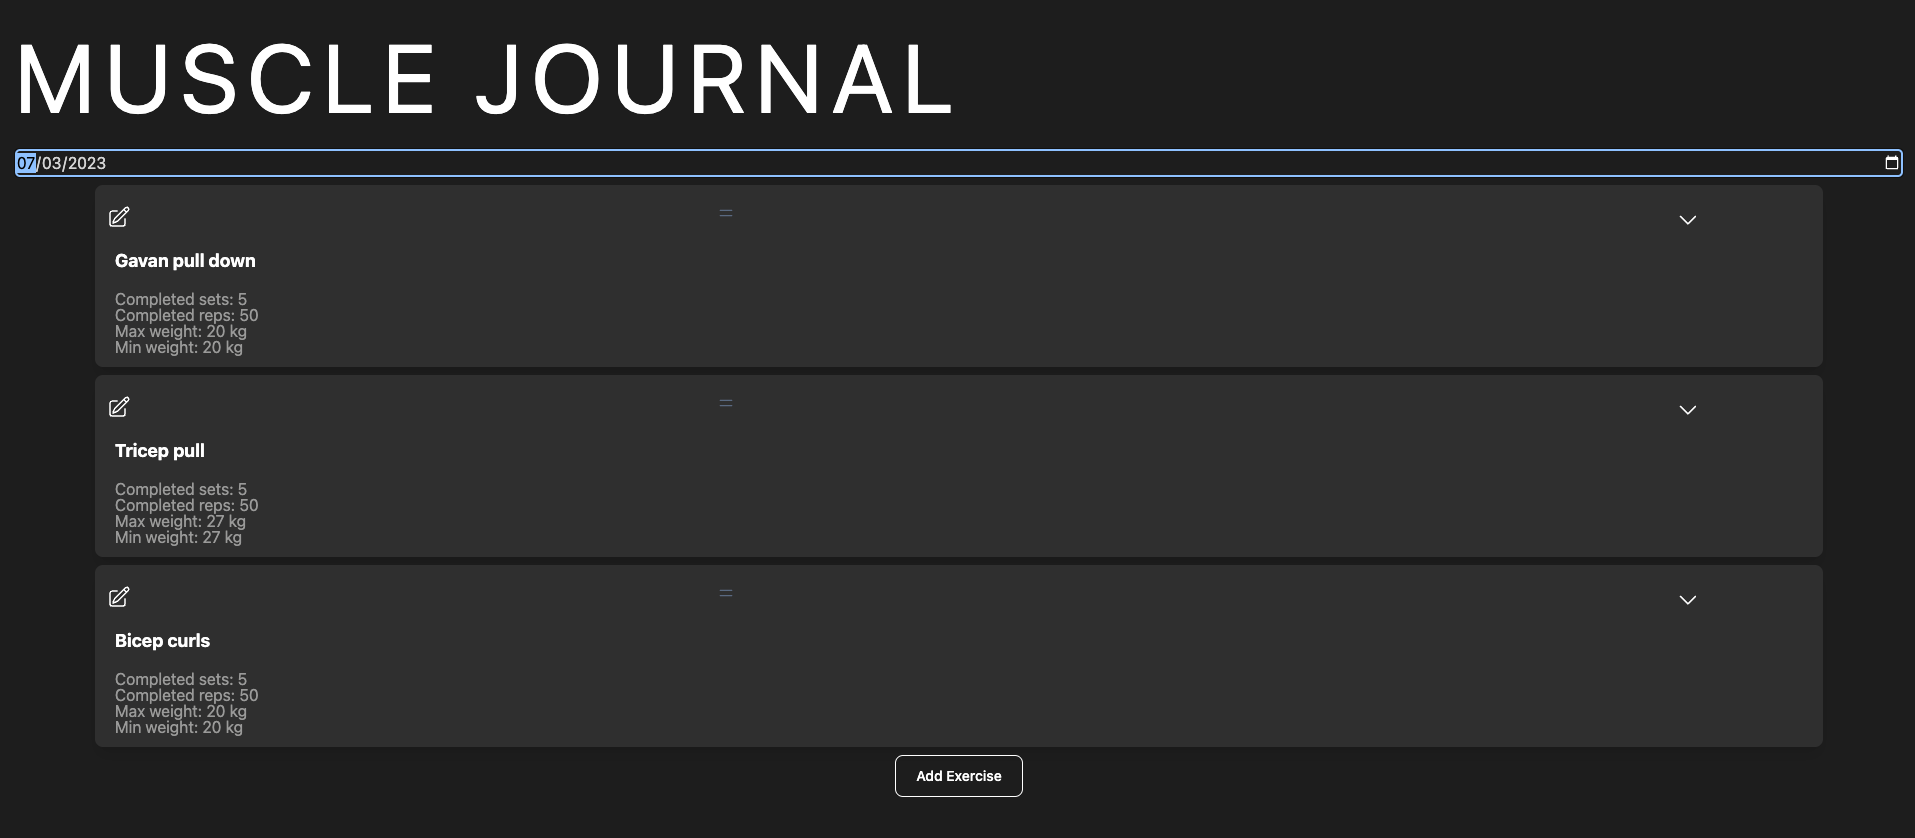 MUSCLE JOURNAL
07/03/2023
Gavan pull down
Completed sets: 5
Completed reps: 50
Max weight: 20 kg
Min weight: 20 kg
Tricep pull
Completed sets: 5
Completed reps: 50
Max weight: 27 kg
Min weight: 27 kg
Bicep curls
Completed sets: 5
Completed reps: 50
Max weight: 20 kg
Min weight: 20 kg
Add Exercise